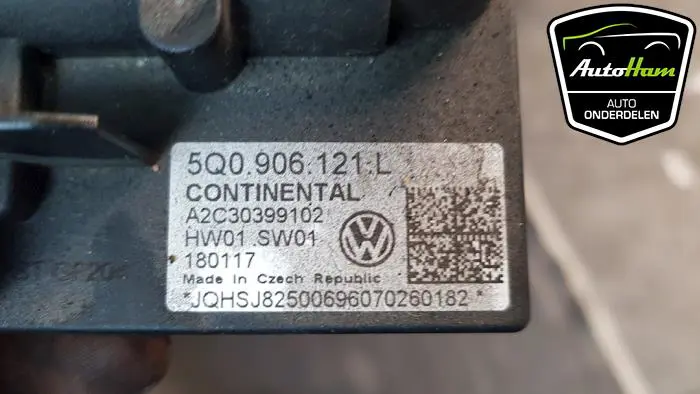 AutoHam
AUTO
ONDERDELEN
5Q0.906.121.L
CONTINENTAL
A2C30399102
HW01 SW01
180117
Made in Czech Republic
*JQHSJ82500696070260182*